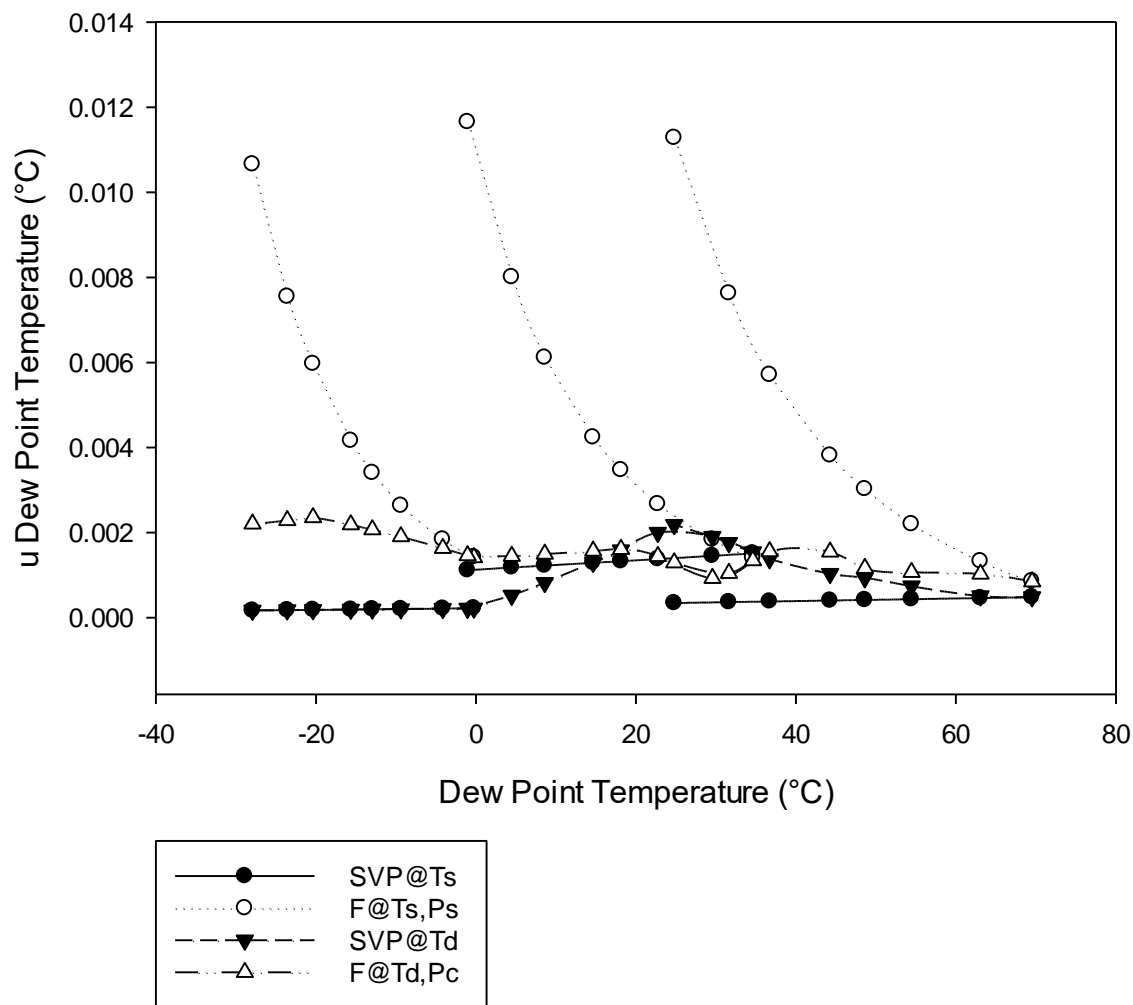 0.014
0.012
0.010
0.008
0.006
0.004
0.002
0.000
u Dew Point Temperature (°C)
-40 -20 0 20 40 60 80
Dew Point Temperature (°C)
SVP@Ts
F@Ts,Ps
SVP@Td
F@Td,Pc